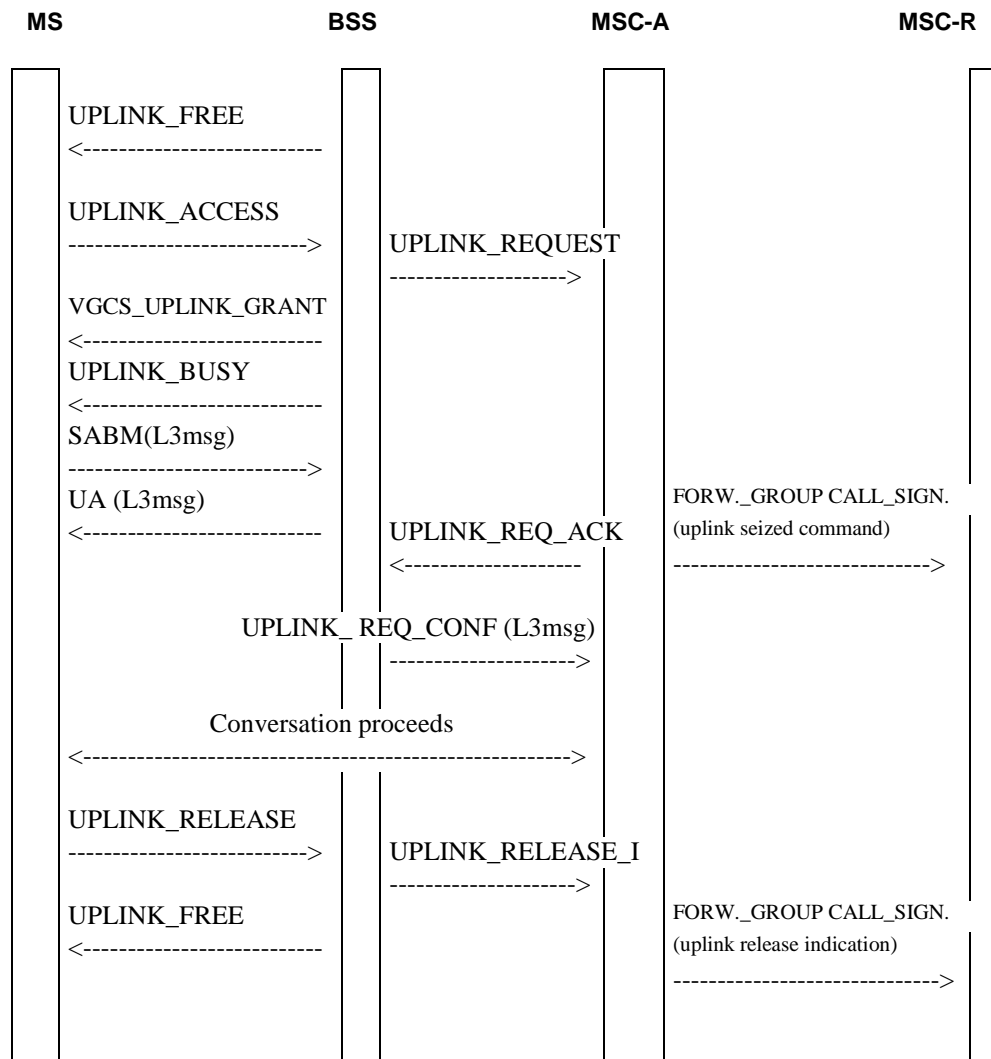 MS BSS MSC-A MSC-R
UPLINK_FREE
<---------------------------
UPLINK_ACCESS
---------------------------> UPLINK_REQUEST
-------------------->
VGCS_UPLINK_GRANT
<---------------------------
UPLINK_BUSY
<---------------------------
SABM(L3msg)
--------------------------->
UA (L3msg) FORW._GROUP CALL_SIGN.
<--------------------------- UPLINK_REQ_ACK (uplink seized command)
<-------------------- ----------------------------->
UPLINK_ REQ_CONF (L3msg)
--------------------->
Conversation proceeds
<------------------------------------------------------->
UPLINK_RELEASE
---------------------------> UPLINK_RELEASE_I
--------------------->
UPLINK_FREE FORW._GROUP CALL_SIGN.
<--------------------------- (uplink release indication)
------------------------------>